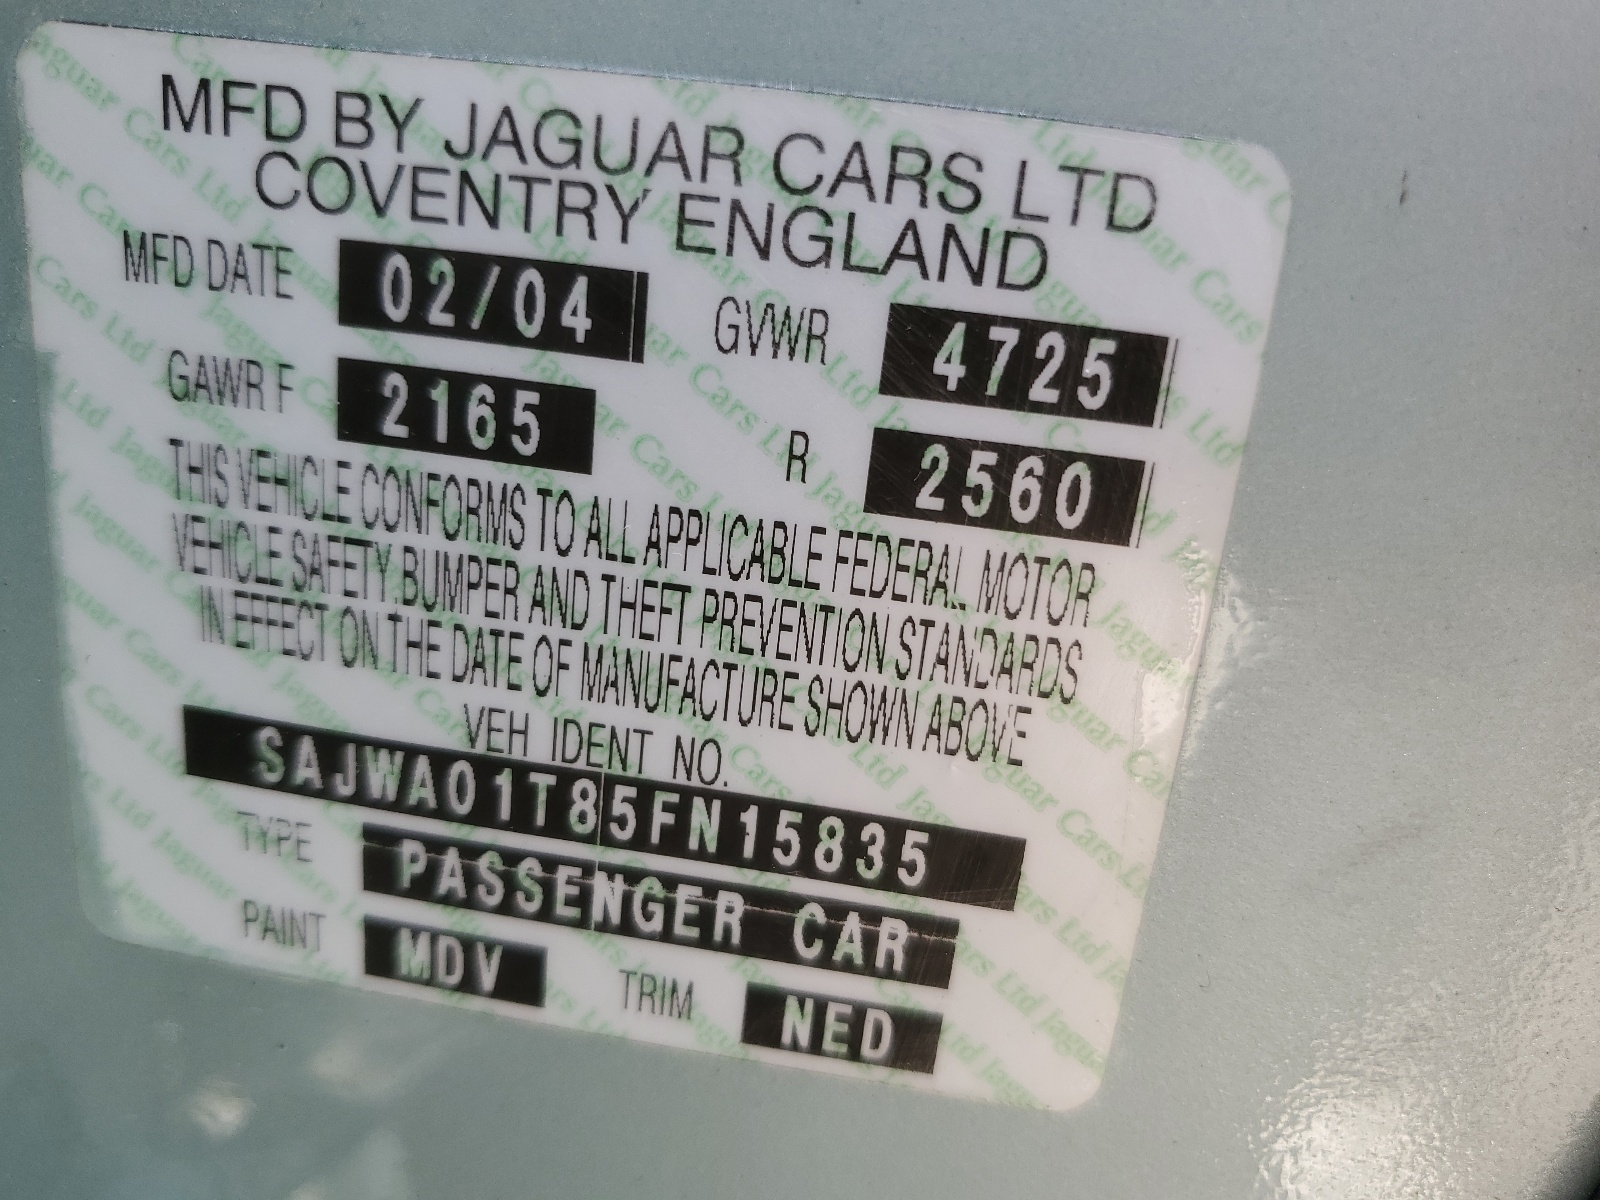 MFD BY JAGUAR CARS LTD
COVENTRY ENGLAND
MFD DATE 02/04 GVWR 4725
GAWR F 2165 R 2560
THIS VEHICLE CONFORMS TO ALL APPLICABLE FEDERAL MOTOR
VEHICLE SAFETY, BUMPER AND THEFT PREVENTION STANDARDS
IN EFFECT ON THE DATE OF MANUFACTURE SHOWN ABOVE
VEH IDENT NO.
SAJWA01T85FN15835
TYPE PASSENGER CAR
PAINT MDV TRIM NED